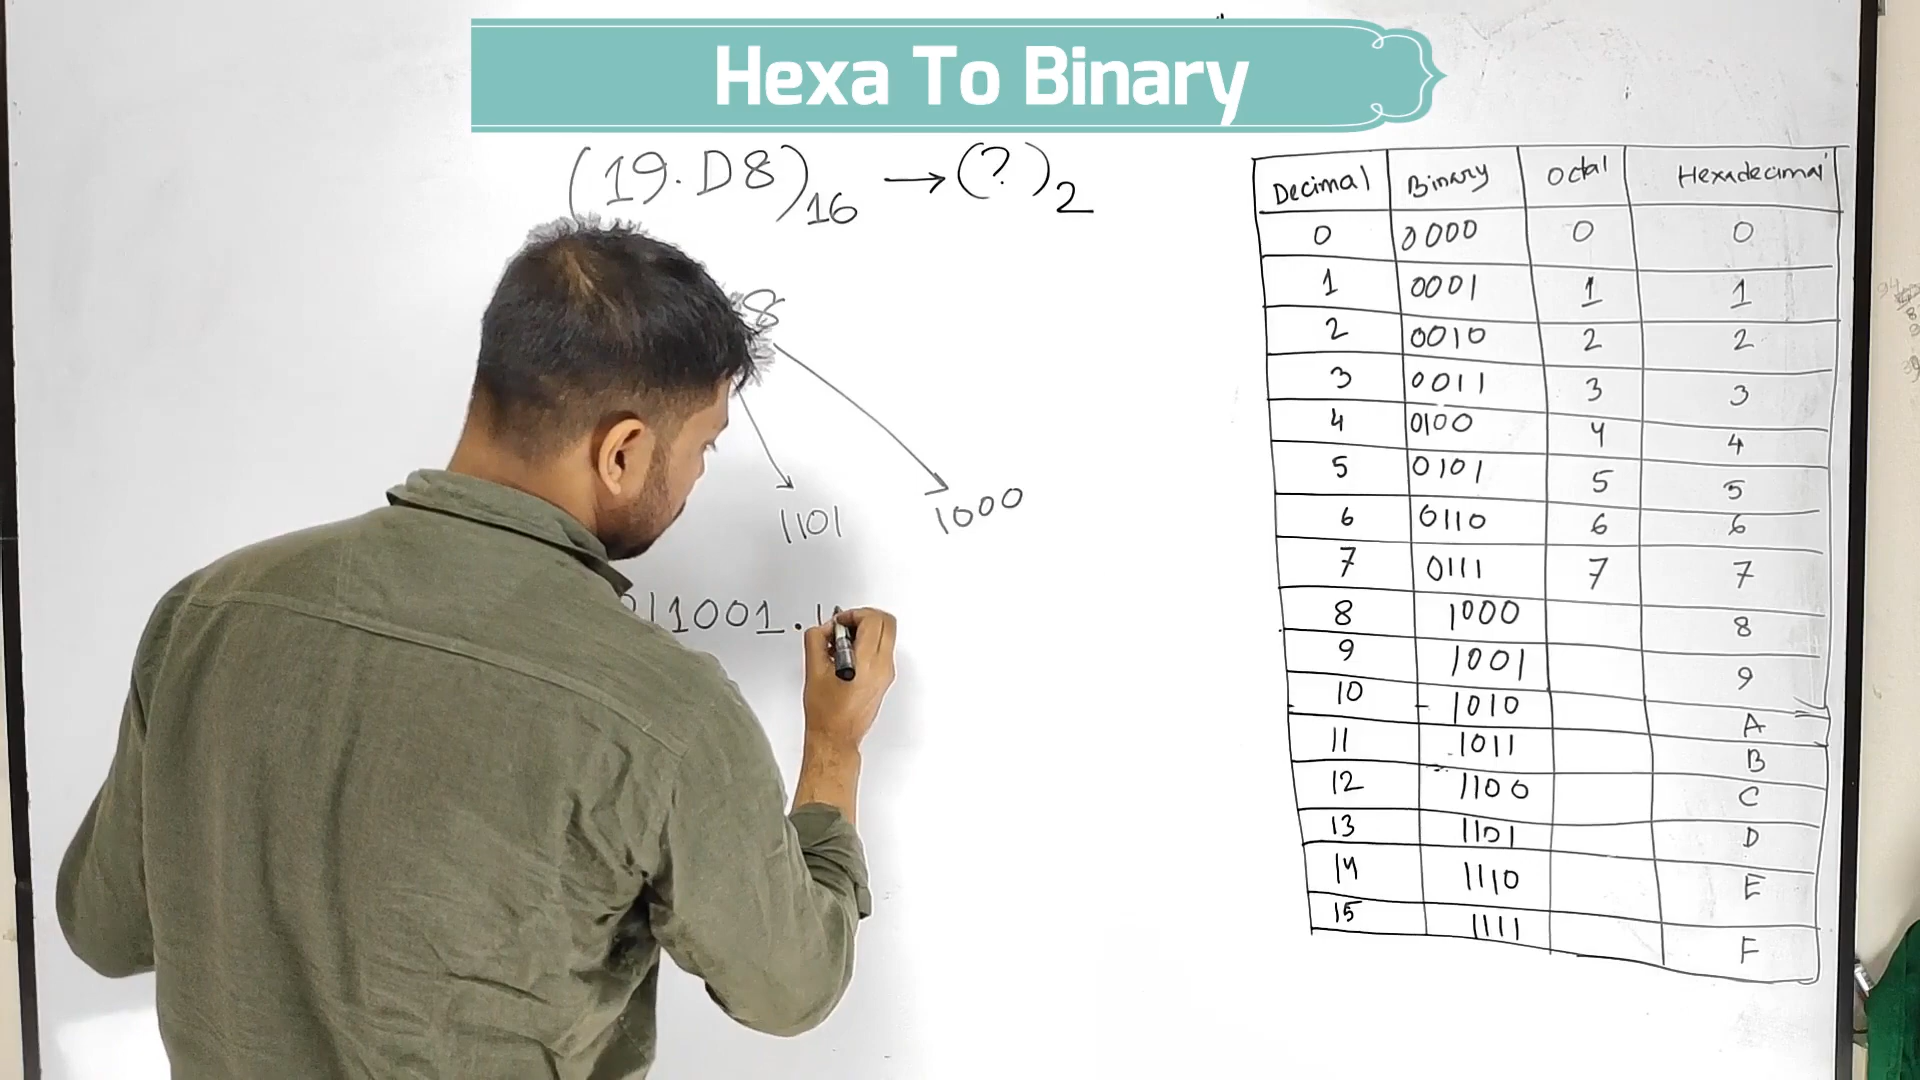 Hexa To Binary
(19.D8)16 → (?)2
8
1101
1000
11001.1
Decimal Binary Octal Hexadecimal
0 0000 0 0
1 0001 1 1
2 0010 2 2
3 0011 3 3
4 0100 4 4
5 0101 5 5
6 0110 6 6
7 0111 7 7
8 1000 8
9 1001 9
10 1010 A
11 1011 B
12 1100 C
13 1101 D
14 1110 E
15 1111 F